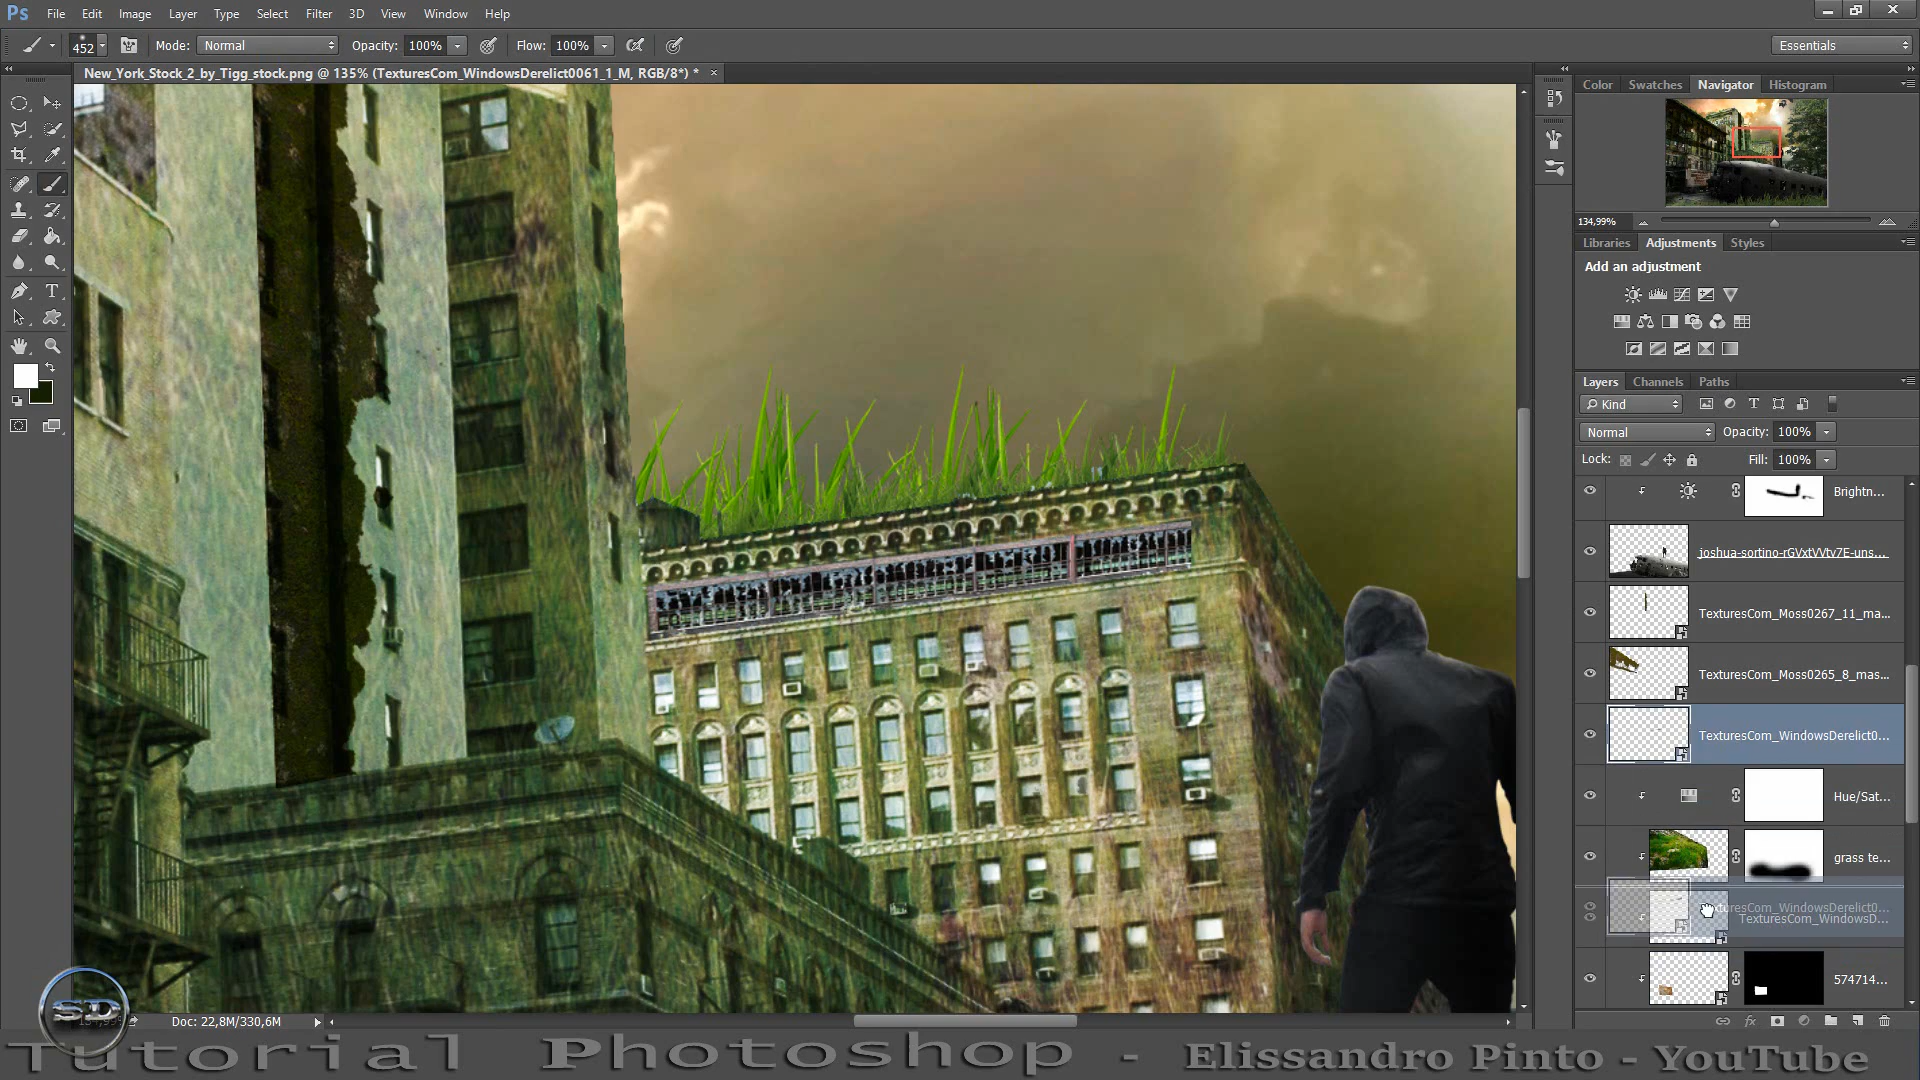 Ps File Edit Image Layer Type Select Filter 3D View Window Help
452 Mode: Normal Opacity: 100% Flow: 100% Essentials
New_York_Stock_2_by_Tigg_stock.png @ 135% (TexturesCom_WindowsDerelict0061_1_M, RGB/8*) * ×
Color Swatches Navigator Histogram
134,99%
Libraries Adjustments Styles
Add an adjustment
Layers Channels Paths
Kind
Normal Opacity: 100%
Lock: Fill: 100%
Brightn...
joshua-sortino-rGVxtVVtv7E-uns...
TexturesCom_Moss0267_11_ma...
TexturesCom_Moss0265_8_mas...
TexturesCom_WindowsDerelict0...
Hue/Sat...
grass te...
TexturesCom_WindowsD...
574714...
SD
Doc: 22,8M/330,6M
Tutorial Photoshop - Elissandro Pinto - YouTube